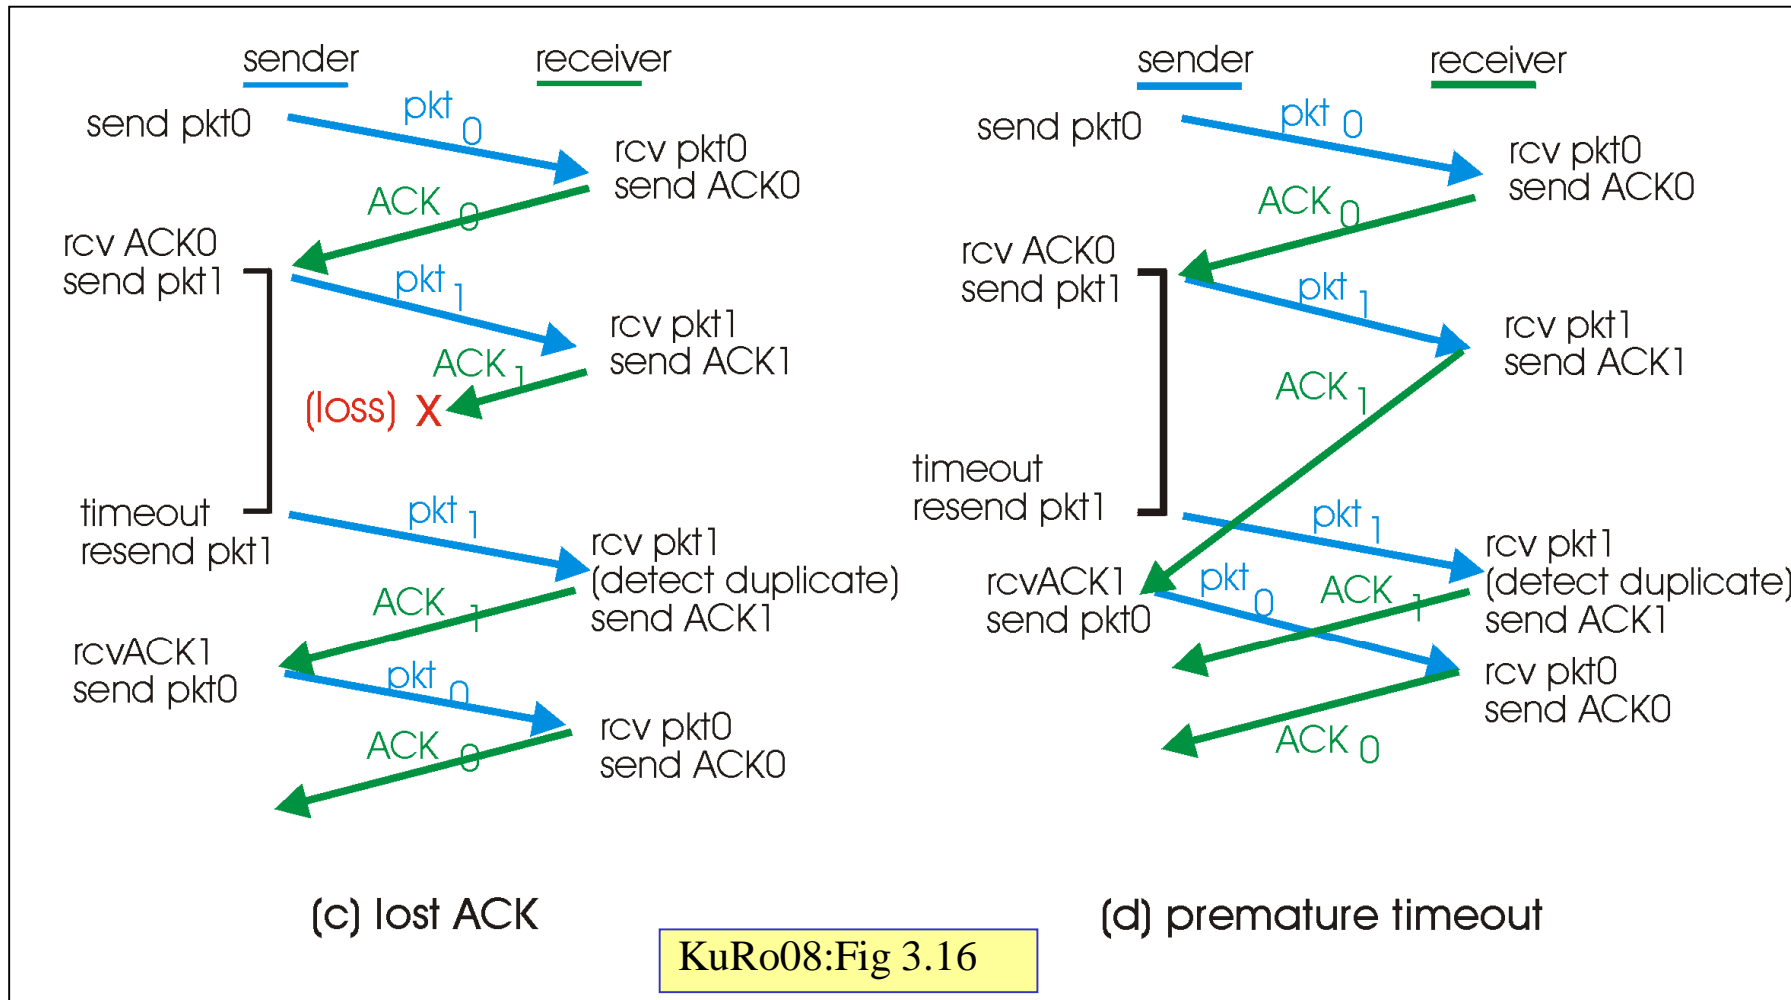 sender
receiver
send pkt0
pkt 0
rcv pkt0
send ACK0
ACK 0
rcv ACK0
send pkt1
pkt 1
rcv pkt1
send ACK1
ACK 1
(loss) X
timeout
resend pkt1
pkt 1
rcv pkt1
(detect duplicate)
send ACK1
ACK 1
rcvACK1
send pkt0
pkt 0
rcv pkt0
send ACK0
ACK 0
(c) lost ACK
sender
receiver
send pkt0
pkt 0
rcv pkt0
send ACK0
ACK 0
rcv ACK0
send pkt1
pkt 1
rcv pkt1
send ACK1
ACK 1
timeout
resend pkt1
pkt 1
rcv pkt1
(detect duplicate)
send ACK1
rcvACK1
send pkt0
pkt 0
ACK 1
rcv pkt0
send ACK0
ACK 0
(d) premature timeout
KuRo08:Fig 3.16